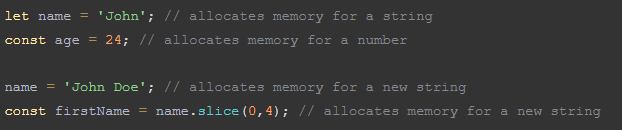 let name = 'John'; // allocates memory for a string
const age = 24; // allocates memory for a number
name = 'John Doe'; // allocates memory for a new string
const firstName = name.slice(0,4); // allocates memory for a new string